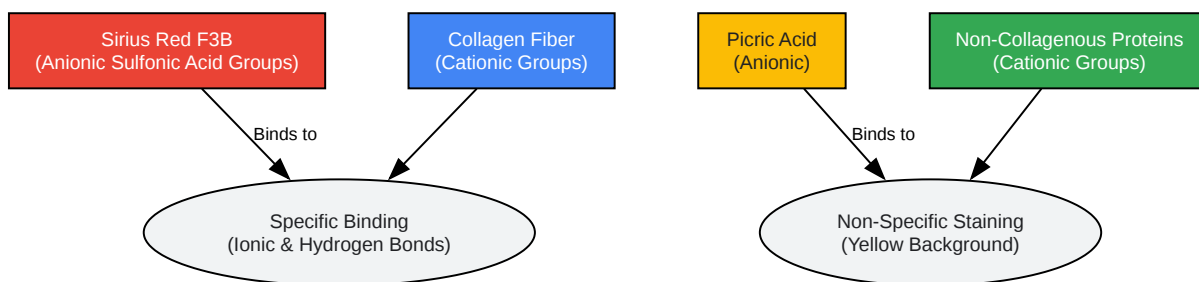 Sirius Red F3B
(Anionic Sulfonic Acid Groups)
Collagen Fiber
(Cationic Groups)
Picric Acid
(Anionic)
Non-Collagenous Proteins
(Cationic Groups)
Binds to
Binds to
Specific Binding
(Ionic & Hydrogen Bonds)
Non-Specific Staining
(Yellow Background)